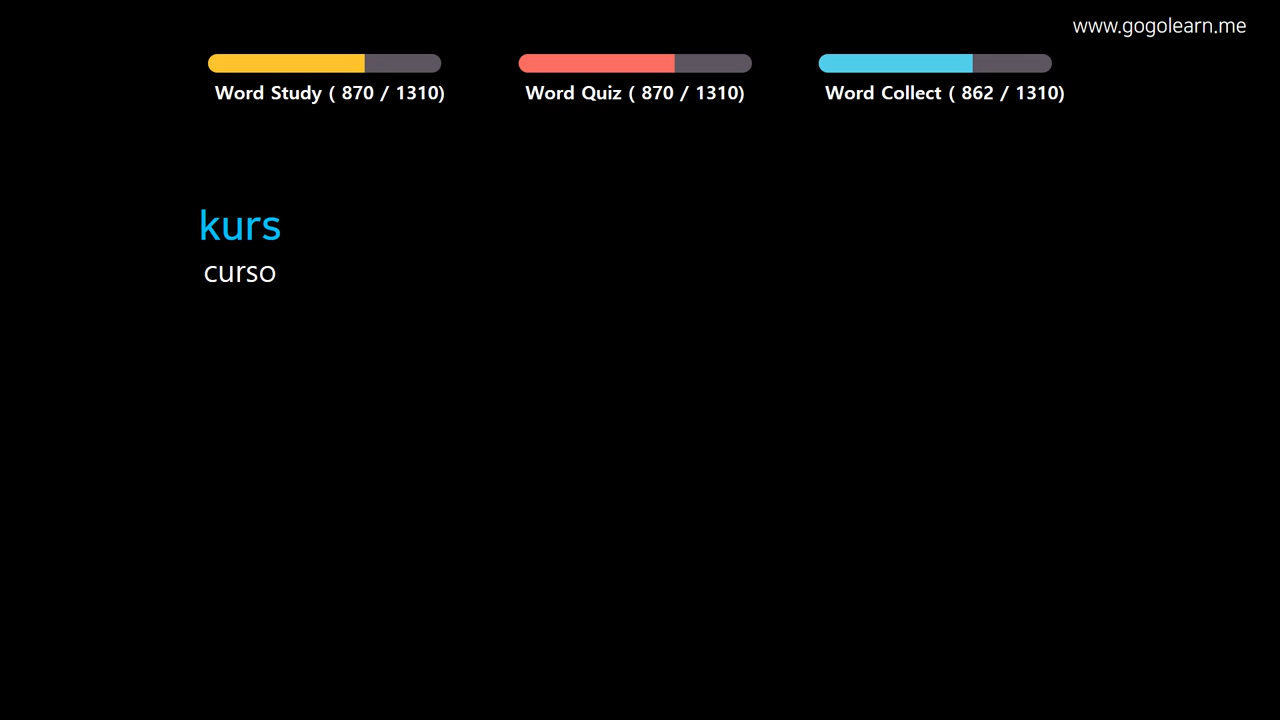 www.gogolearn.me
Word Study ( 870 / 1310)
Word Quiz ( 870 / 1310)
Word Collect ( 862 / 1310)
kurs
curso